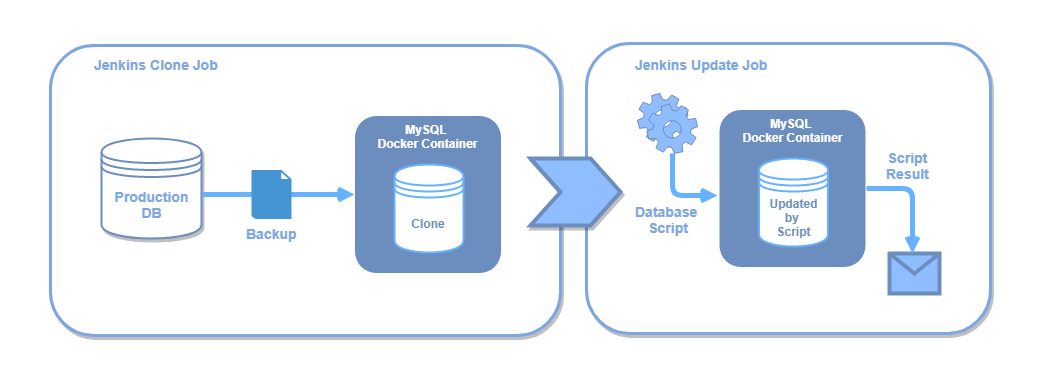 Jenkins Clone Job
Production
DB
Backup
MySQL
Docker Container
Clone
Jenkins Update Job
Database
Script
MySQL
Docker Container
Updated
by
Script
Script
Result